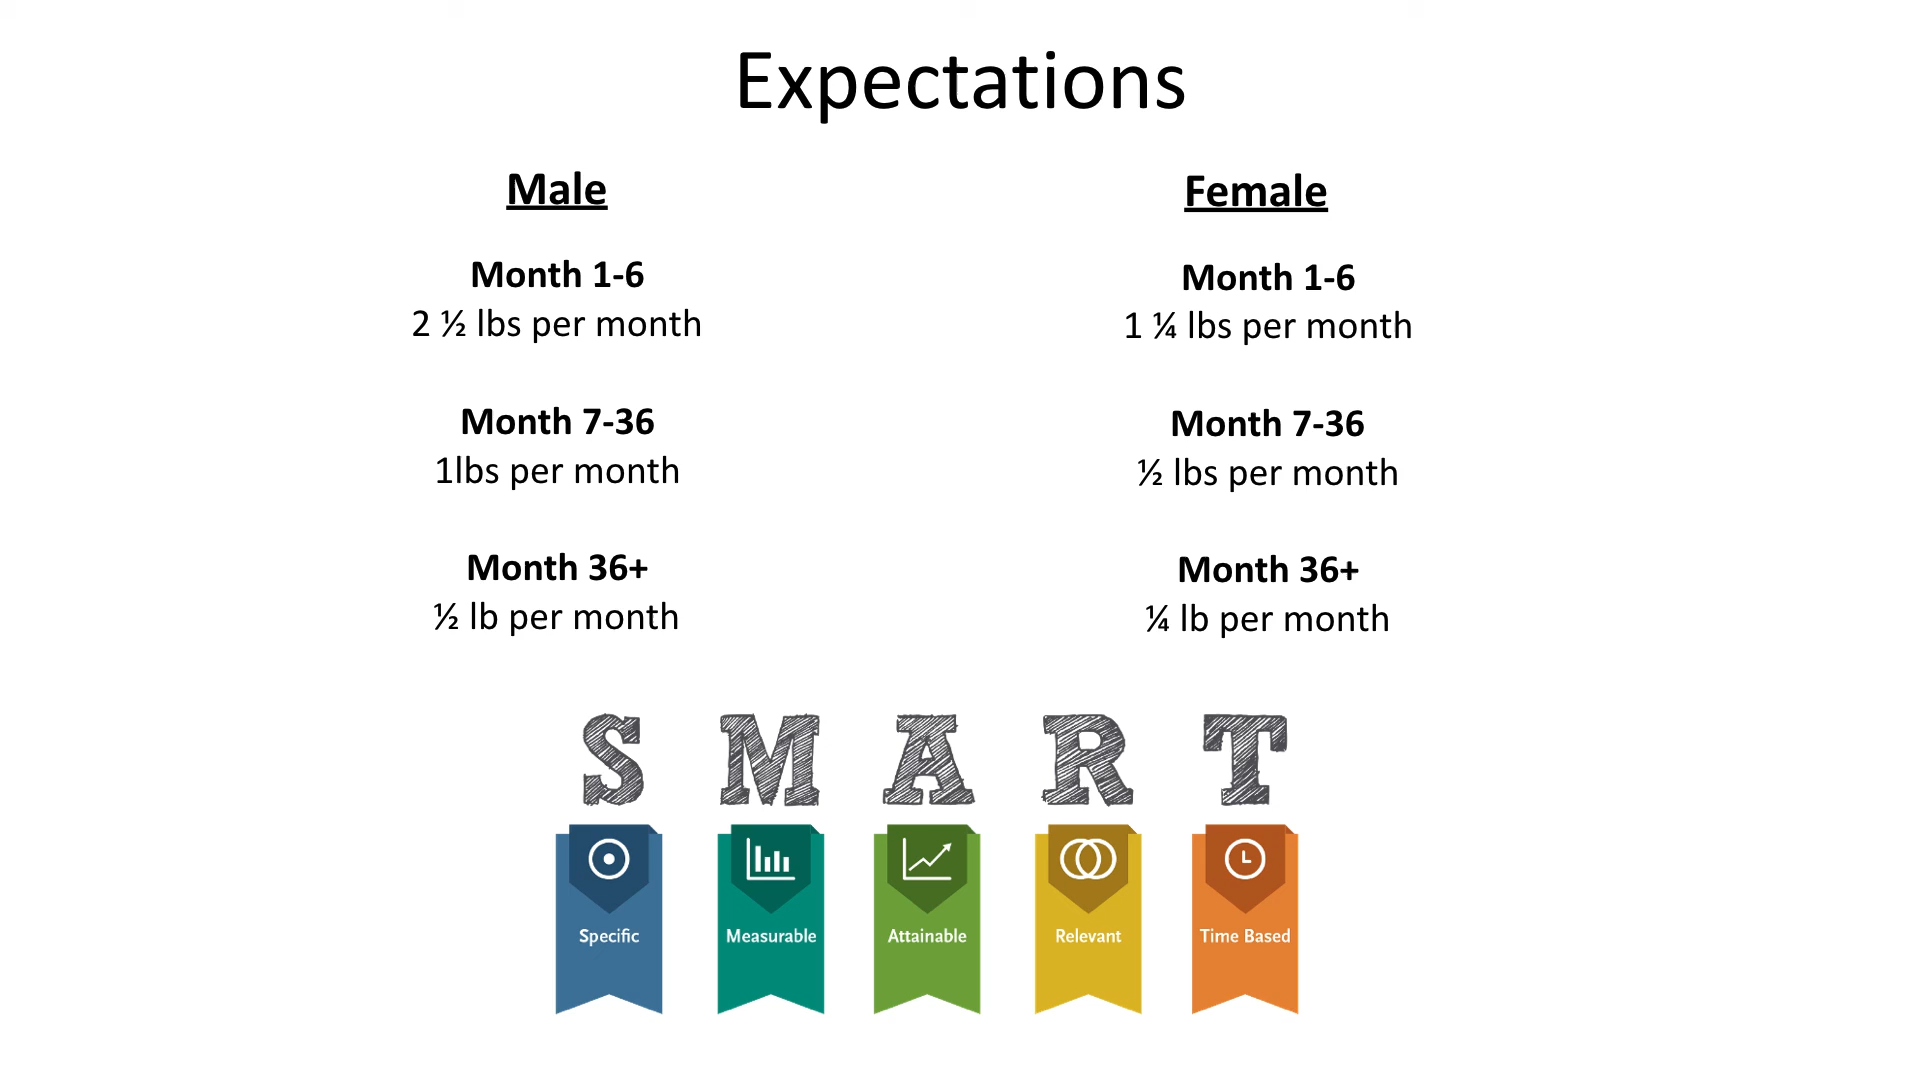 Expectations
Male
Month 1-6
2 ½ lbs per month
Month 7-36
1lbs per month
Month 36+
½ lb per month
Female
Month 1-6
1 ¼ lbs per month
Month 7-36
½ lbs per month
Month 36+
¼ lb per month
S M A R T
Specific Measurable Attainable Relevant Time Based